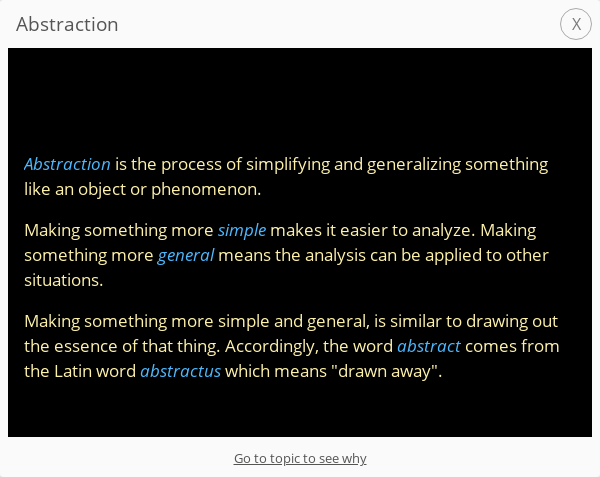 Abstraction
X
Abstraction is the process of simplifying and generalizing something
like an object or phenomenon.
Making something more simple makes it easier to analyze. Making
something more general means the analysis can be applied to other
situations.
Making something more simple and general, is similar to drawing out
the essence of that thing. Accordingly, the word abstract comes from
the Latin word abstractus which means "drawn away".
Go to topic to see why